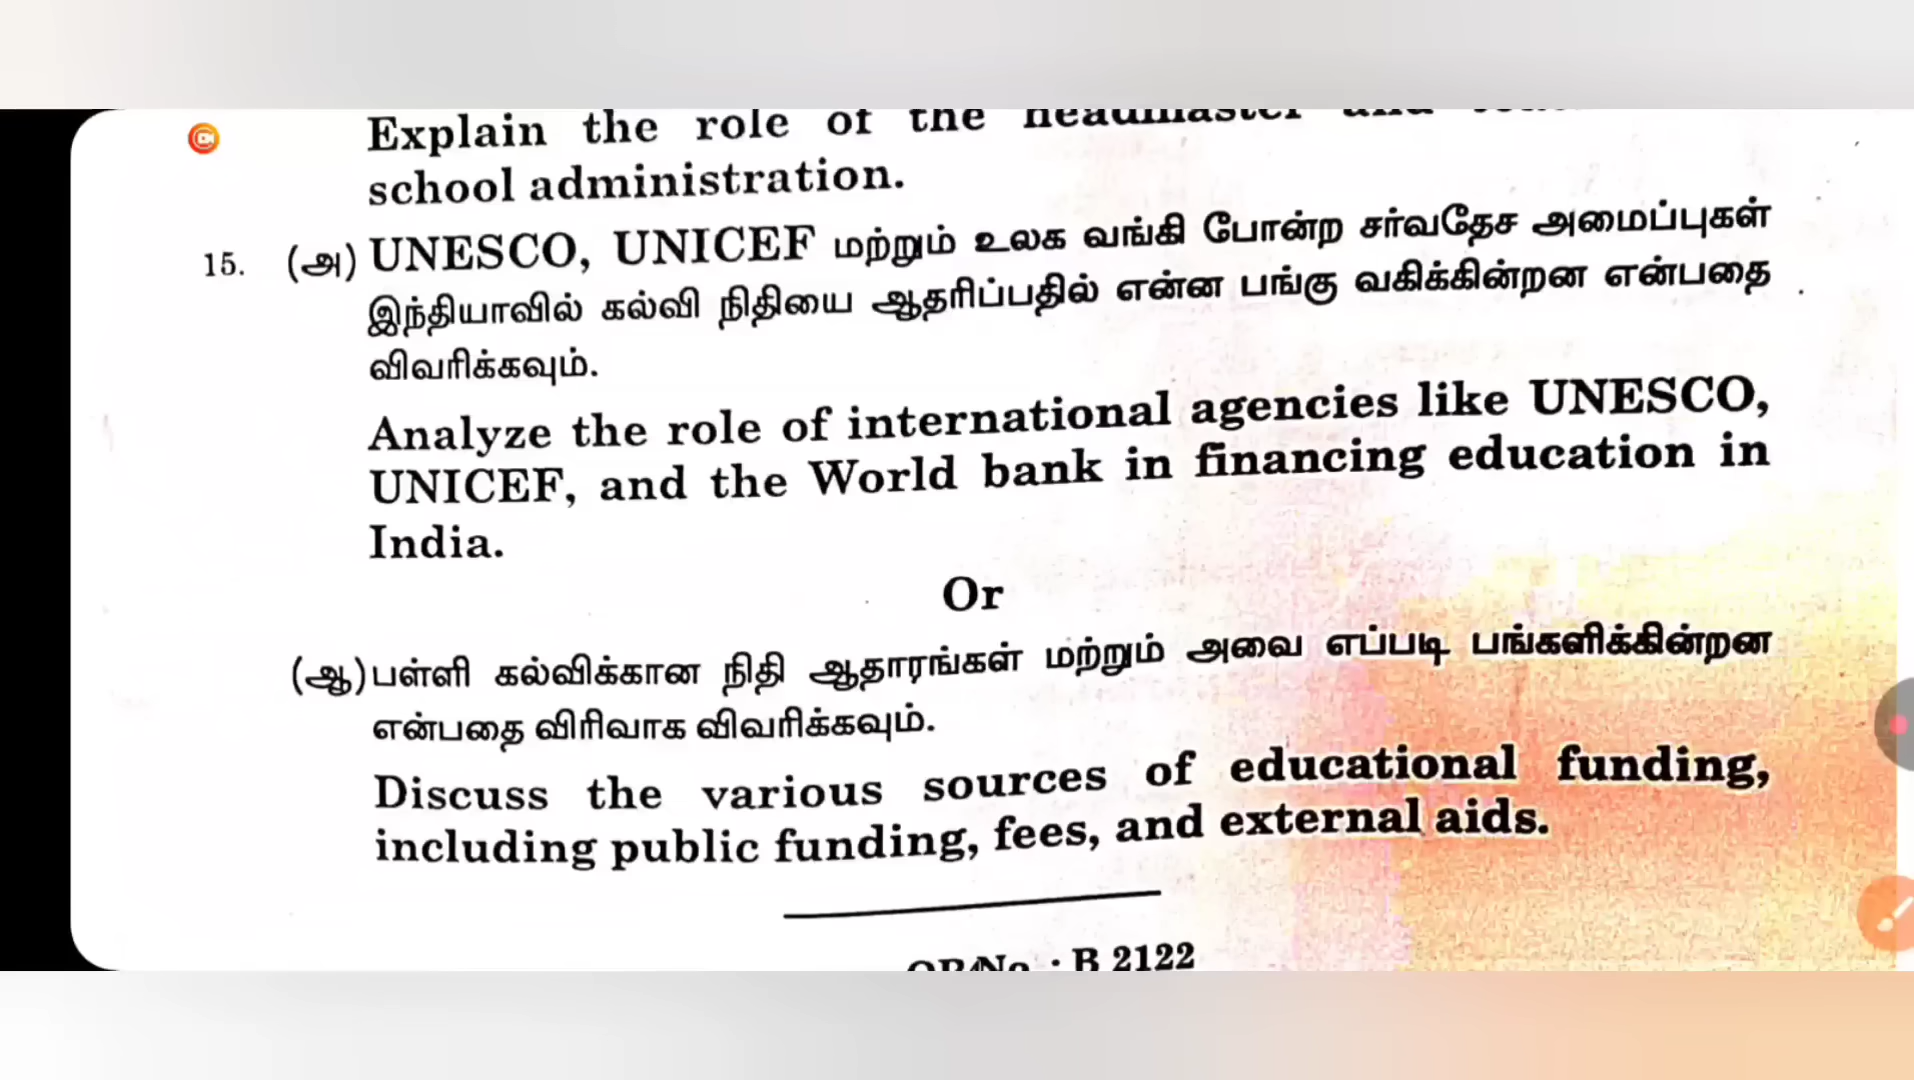 Explain the role of the headmaster and
school administration.
15. (அ) UNESCO, UNICEF மற்றும் உலக வங்கி போன்ற சர்வதேச அமைப்புகள்
இந்தியாவில் கல்வி நிதியை ஆதரிப்பதில் என்ன பங்கு வகிக்கின்றன என்பதை
விவரிக்கவும்.
Analyze the role of international agencies like UNESCO,
UNICEF, and the World bank in financing education in
India.
Or
(ஆ) பள்ளி கல்விக்கான நிதி ஆதாரங்கள் மற்றும் அவை எப்படி பங்களிக்கின்றன
என்பதை விரிவாக விவரிக்கவும்.
Discuss the various sources of educational funding,
including public funding, fees, and external aids.
B 2122